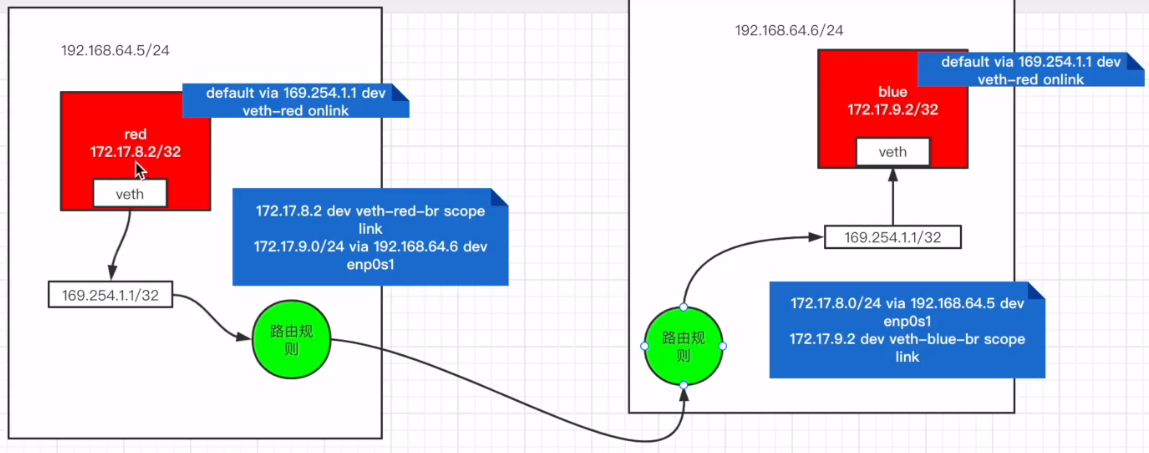 192.168.64.5/24
default via 169.254.1.1 dev
veth-red onlink
red
172.17.8.2/32
veth
172.17.8.2 dev veth-red-br scope
link
172.17.9.0/24 via 192.168.64.6 dev
enp0s1
169.254.1.1/32
路由规
则
192.168.64.6/24
default via 169.254.1.1 dev
veth-red onlink
blue
172.17.9.2/32
veth
169.254.1.1/32
路由规
则
172.17.8.0/24 via 192.168.64.5 dev
enp0s1
172.17.9.2 dev veth-blue-br scope
link